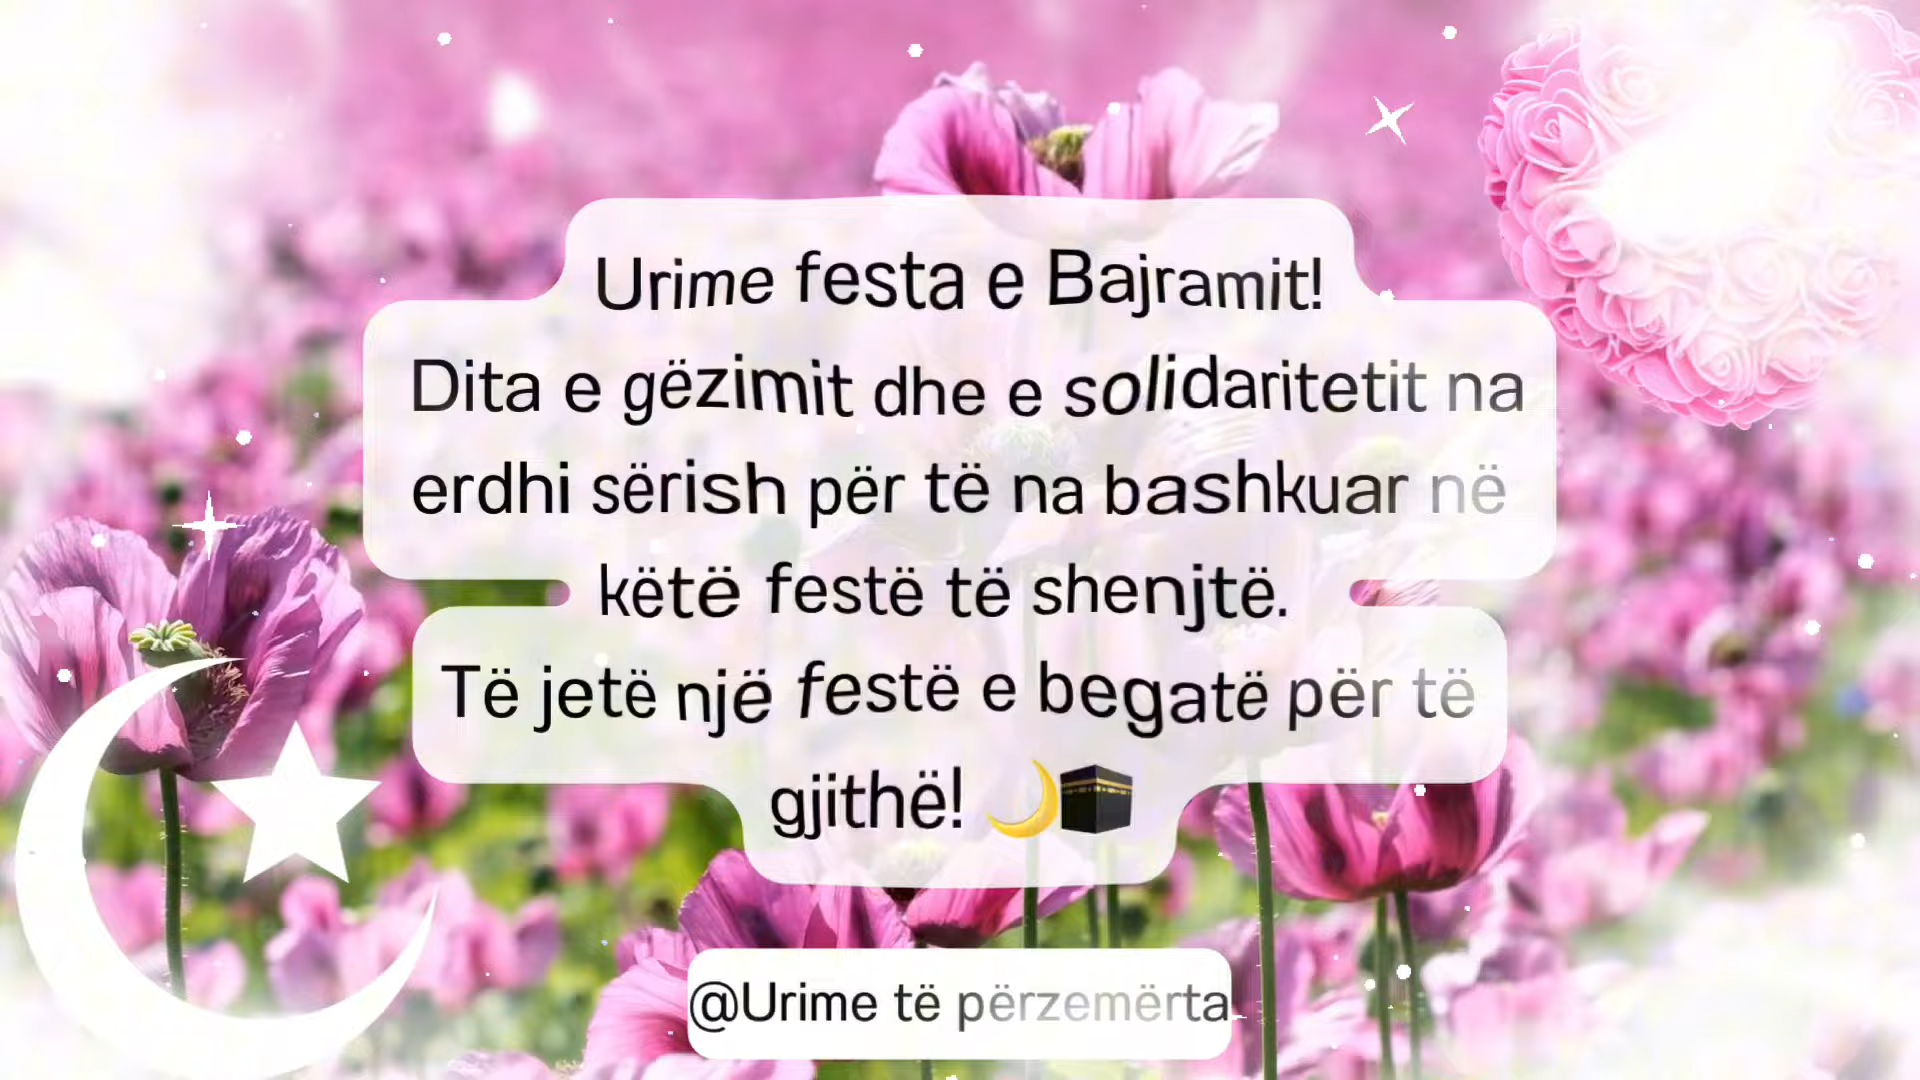 Urime festa e Bajramit!
Dita e gëzimit dhe e solidaritetit na
erdhi sërish për të na bashkuar në
këtë festë të shenjtë.
Të jetë një festë e begatë për të
gjithë! 🌙🕋
@Urime të përzemërta